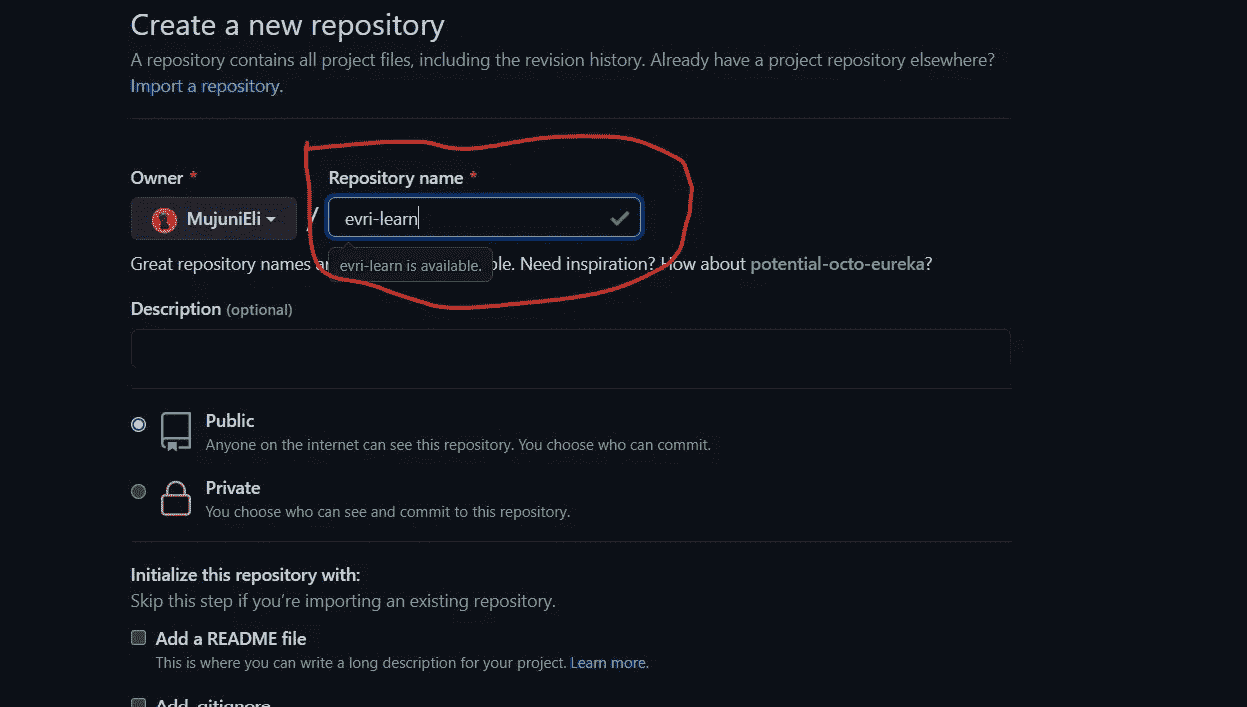 Create a new repository
A repository contains all project files, including the revision history. Already have a project repository elsewhere?
Import a repository.
Owner *
Repository name *
MujuniEli
/
evri-learn
Great repository names
evri-learn is available.
Need inspiration? How about potential-octo-eureka?
Description (optional)
Public
Anyone on the internet can see this repository. You choose who can commit.
Private
You choose who can see and commit to this repository.
Initialize this repository with:
Skip this step if you’re importing an existing repository.
Add a README file
This is where you can write a long description for your project. Learn more.
Add .gitignore